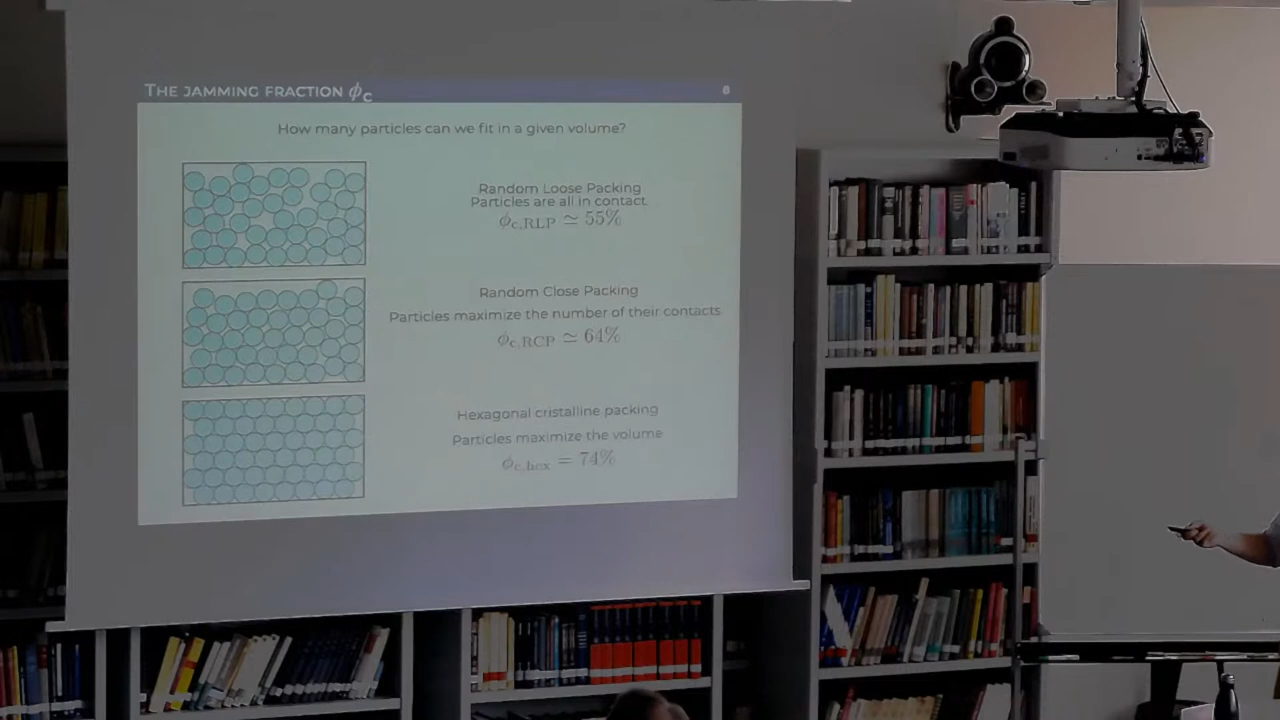 THE JAMMING FRACTION ϕc
8
How many particles can we fit in a given volume?
Random Loose Packing
Particles are all in contact
ϕc,RLP ≃ 55%
Random Close Packing
Particles maximize the number of their contacts
ϕc,RCP ≃ 64%
Hexagonal cristalline packing
Particles maximize the volume
ϕc,hex = 74%